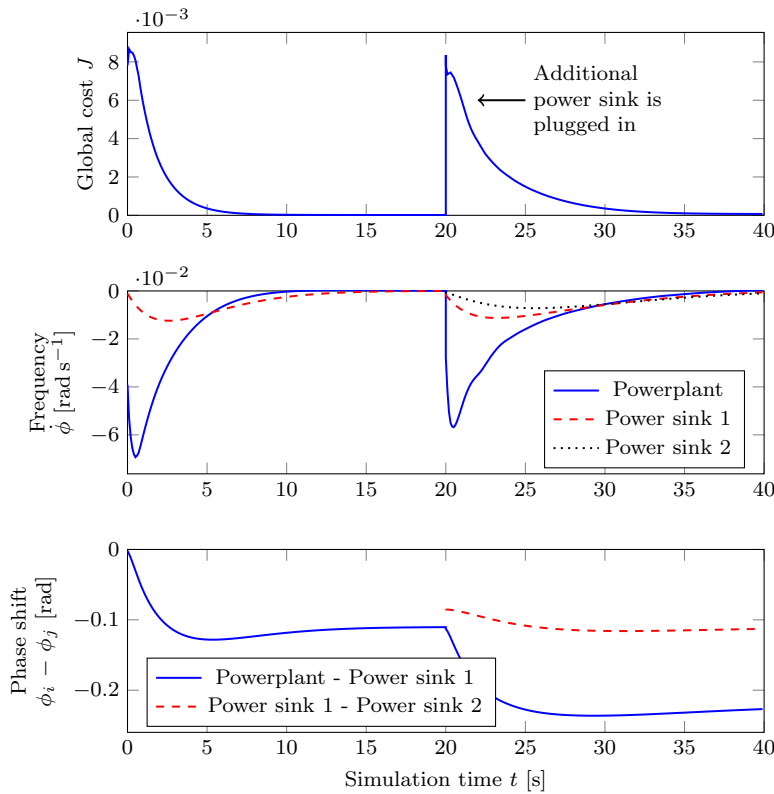 ·10⁻³
8
6
4
2
0
Global cost J
Additional
power sink is
plugged in
0 5 10 15 20 25 30 35 40
·10⁻²
0
−2
−4
−6
Frequency
ϕ̇ [rad s⁻¹]
Powerplant
Power sink 1
Power sink 2
0 5 10 15 20 25 30 35 40
0
−0.1
−0.2
Phase shift
ϕᵢ − ϕⱼ [rad]
Powerplant - Power sink 1
Power sink 1 - Power sink 2
0 5 10 15 20 25 30 35 40
Simulation time t [s]